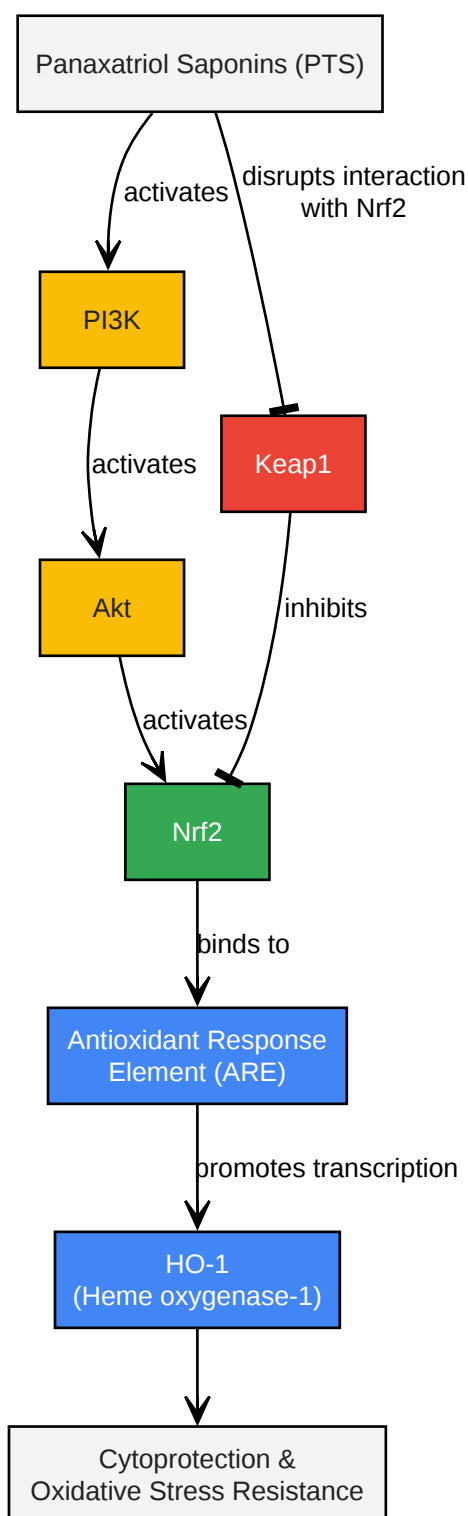 Panaxatriol Saponins (PTS)
activates
disrupts interaction
with Nrf2
PI3K
activates
Keap1
Akt
inhibits
activates
Nrf2
binds to
Antioxidant Response
Element (ARE)
promotes transcription
HO-1
(Heme oxygenase-1)
Cytoprotection &
Oxidative Stress Resistance